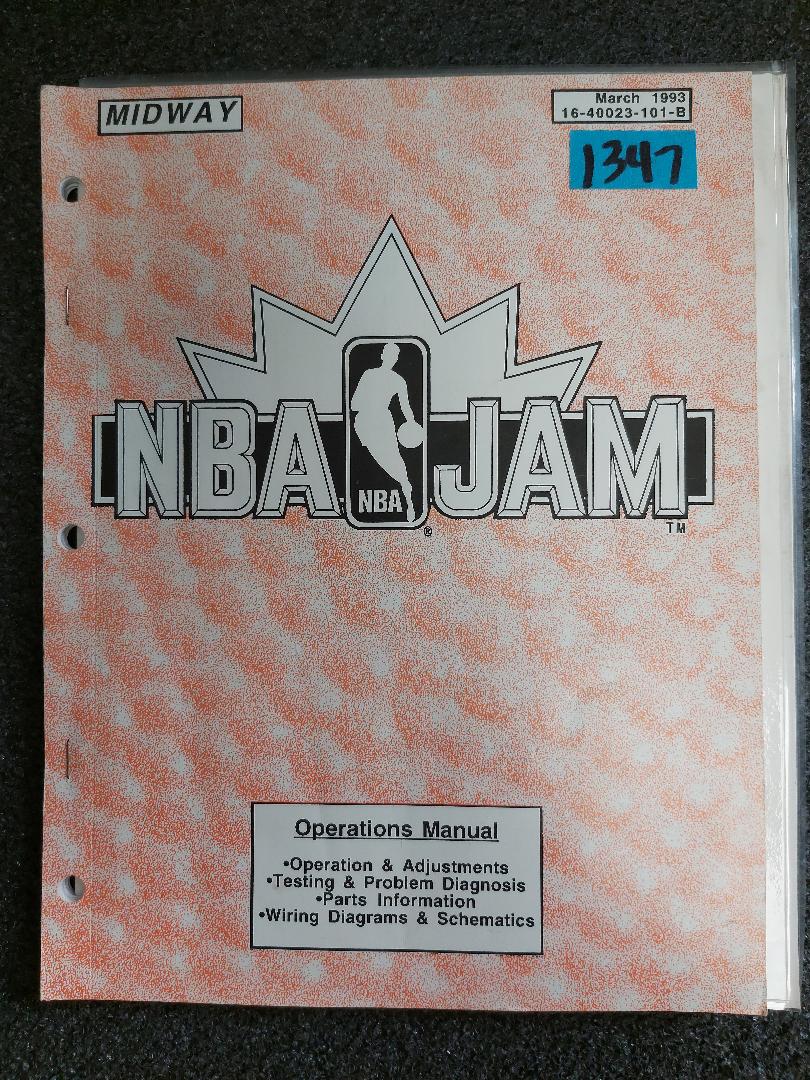 MIDWAY
March 1993
16-40023-101-B
1347
NBA JAM
NBA
®
TM
Operations Manual
•Operation & Adjustments
•Testing & Problem Diagnosis
•Parts Information
•Wiring Diagrams & Schematics